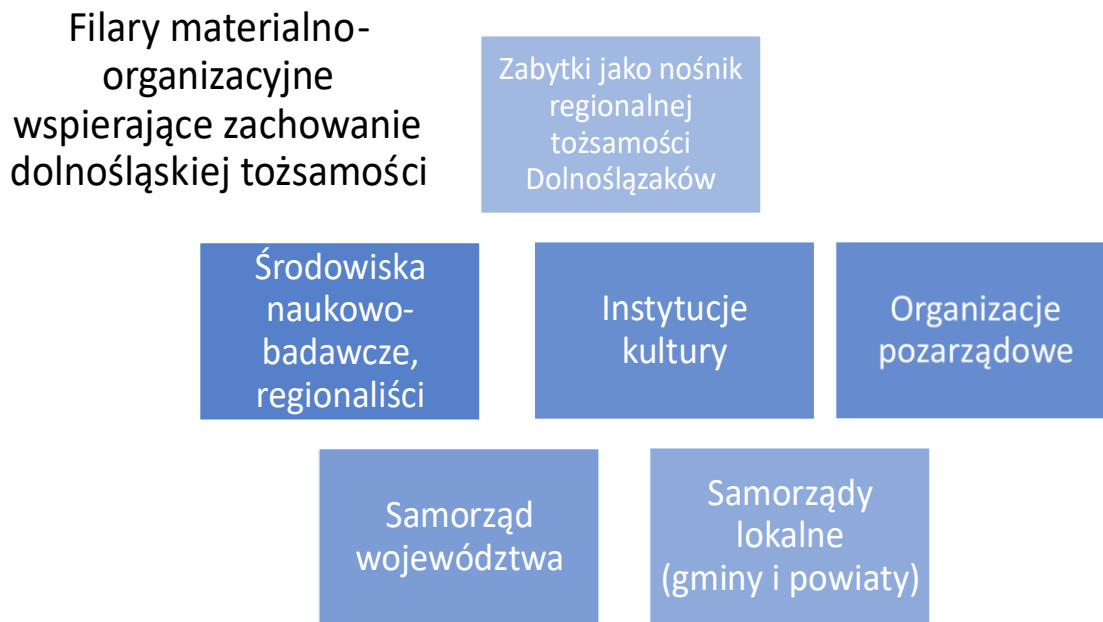 Filary materialno-
organizacyjne
wspierające zachowanie
dolnośląskiej tożsamości
Zabytki jako nośnik
regionalnej
tożsamości
Dolnoślązaków
Środowiska
naukowo-
badawcze,
regionaliści
Instytucje
kultury
Organizacje
pozarządowe
Samorząd
województwa
Samorządy
lokalne
(gminy i powiaty)